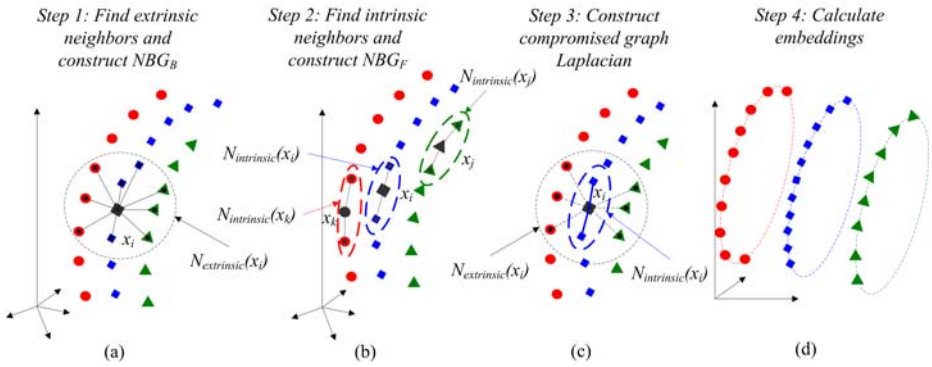 Step 1: Find extrinsic
neighbors and
construct NBG_B
Step 2: Find intrinsic
neighbors and
construct NBG_F
Step 3: Construct
compromised graph
Laplacian
Step 4: Calculate
embeddings
x_i
N_extrinsic(x_i)
(a)
N_intrinsic(x_j)
N_intrinsic(x_i)
x_j
x_i
N_intrinsic(x_k)
x_k
(b)
x_i
N_extrinsic(x_i)
N_intrinsic(x_i)
(c)
(d)